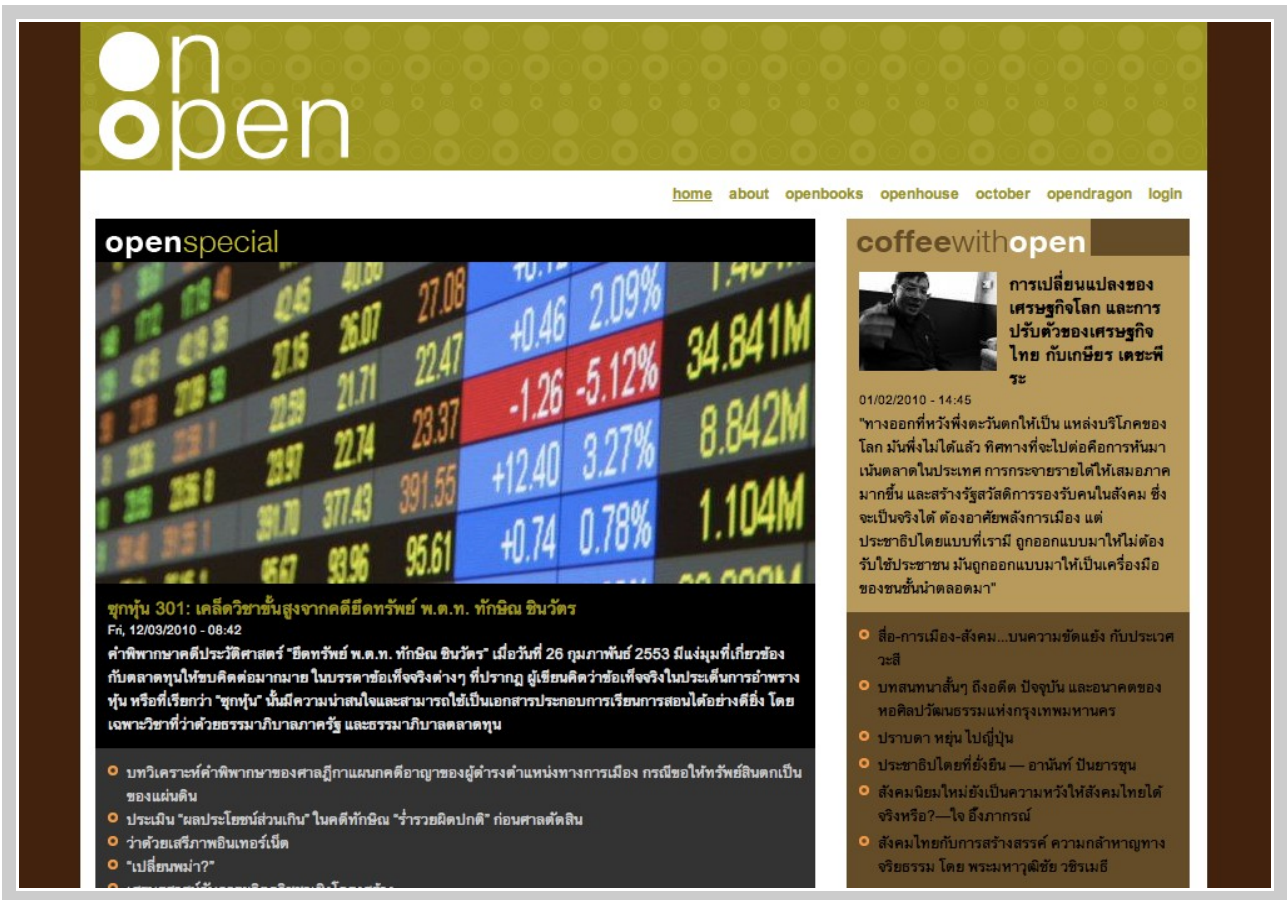 On
open
home about openbooks openhouse october opendragon login
openspecial
27.08 +0.46 2.09% 34.841M
27.15 26.07 22.47 -1.26 -5.12% 8.842M
22.59 21.71 23.37 +12.40 3.27% 1.104M
23.97 22.74 391.55 +0.74 0.78%
391.70 377.43 95.61
93.96
ซุกหุ้น 301: เคล็ดวิชาขั้นสูงจากคดียึดทรัพย์ พ.ต.ท. ทักษิณ ชินวัตร
Fri, 12/03/2010 - 08:42
คำพิพากษาคดีประวัติศาสตร์ “ยึดทรัพย์ พ.ต.ท. ทักษิณ ชินวัตร” เมื่อวันที่ 26 กุมภาพันธ์ 2553 มีแง่มุมที่เกี่ยวข้อง
กับตลาดทุนให้ขบคิดต่อมากมาย ในบรรดาข้อเท็จจริงต่างๆ ที่ปรากฏ ผู้เขียนคิดว่าข้อเท็จจริงในประเด็นการอำพราง
หุ้น หรือที่เรียกว่า “ซุกหุ้น” นั้นมีความน่าสนใจและสามารถใช้เป็นเอกสารประกอบการเรียนการสอนได้อย่างดียิ่ง โดย
เฉพาะวิชาที่ว่าด้วยธรรมาภิบาลภาครัฐ และธรรมาภิบาลตลาดทุน
บทวิเคราะห์คำพิพากษาของศาลฎีกาแผนกคดีอาญาของผู้ดำรงตำแหน่งทางการเมือง กรณีขอให้ทรัพย์สินตกเป็น
ของแผ่นดิน
ประเมิน “ผลประโยชน์ส่วนเกิน” ในคดีทักษิณ “ร่ำรวยผิดปกติ” ก่อนศาลตัดสิน
ว่าด้วยเสรีภาพอินเทอร์เน็ต
“เปลี่ยนพม่า?”
coffeewithopen
การเปลี่ยนแปลงของ
เศรษฐกิจโลก และการ
ปรับตัวของเศรษฐกิจ
ไทย กับเกษียร เตชะพี
ระ
01/02/2010 - 14:45
"ทางออกที่หวังพึ่งตะวันตกให้เป็น แหล่งบริโภคของ
โลก มันพึ่งไม่ได้แล้ว ทิศทางที่จะไปต่อคือการหันมา
เน้นตลาดในประเทศ การกระจายรายได้ให้เสมอภาค
มากขึ้น และสร้างรัฐสวัสดิการรองรับคนในสังคม ซึ่ง
จะเป็นจริงได้ ต้องอาศัยพลังการเมือง แต่
ประชาธิปไตยแบบที่เรามี ถูกออกแบบมาให้ไม่ต้อง
รับใช้ประชาชน มันถูกออกแบบมาให้เป็นเครื่องมือ
ของชนชั้นนำตลอดมา"
สื่อ-การเมือง-สังคม...บนความขัดแย้ง กับประเวศ
วะสี
บทสนทนาสั้นๆ ถึงอดีต ปัจจุบัน และอนาคตของ
หอศิลปวัฒนธรรมแห่งกรุงเทพมหานคร
ปราบดา หยุ่น ไปญี่ปุ่น
ประชาธิปไตยที่ยั่งยืน — อานันท์ ปันยารชุน
สังคมนิยมใหม่ยังเป็นความหวังให้สังคมไทยได้
จริงหรือ?—ใจ อึ๊งภากรณ์
สังคมไทยกับการสร้างสรรค์ ความกล้าหาญทาง
จริยธรรม โดย พระมหาวุฒิชัย วชิรเมธี